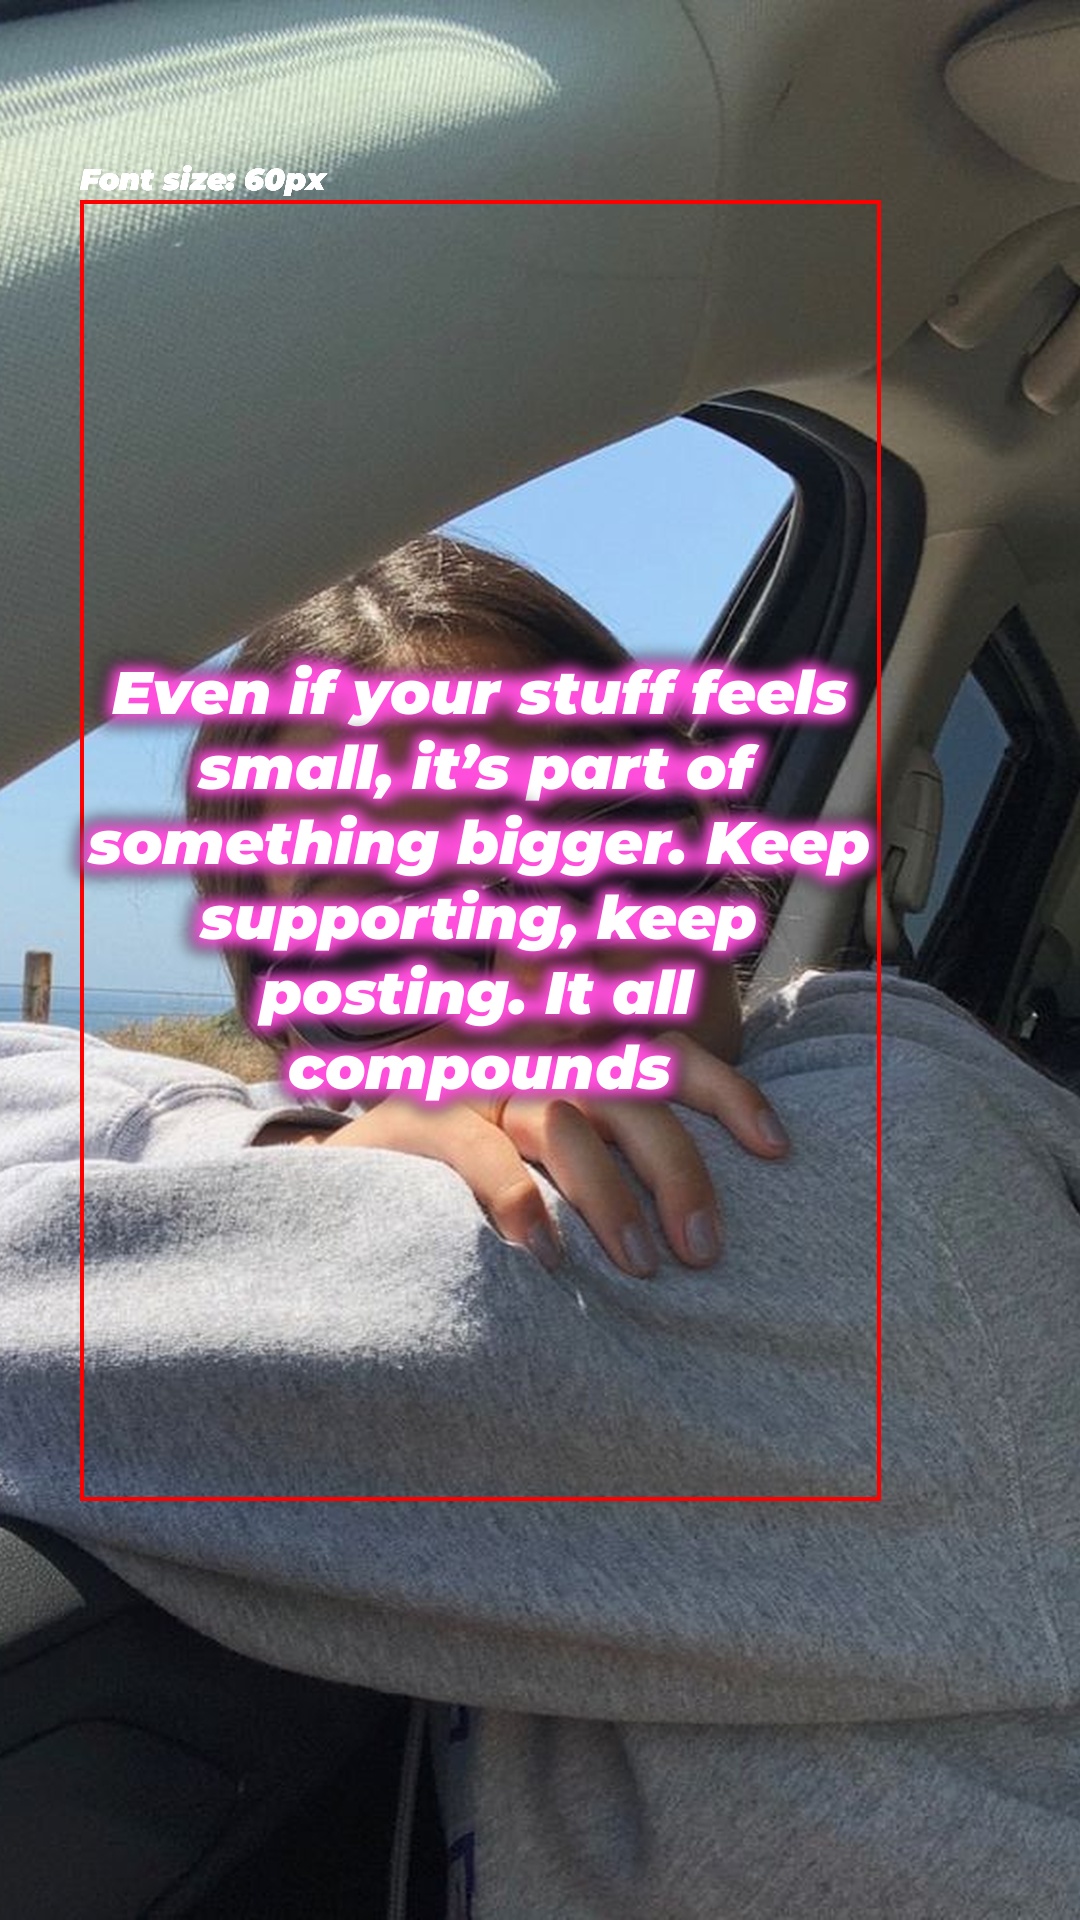 Font size: 60px
Even if your stuff feels
small, it’s part of
something bigger. Keep
supporting, keep
posting. It all
compounds